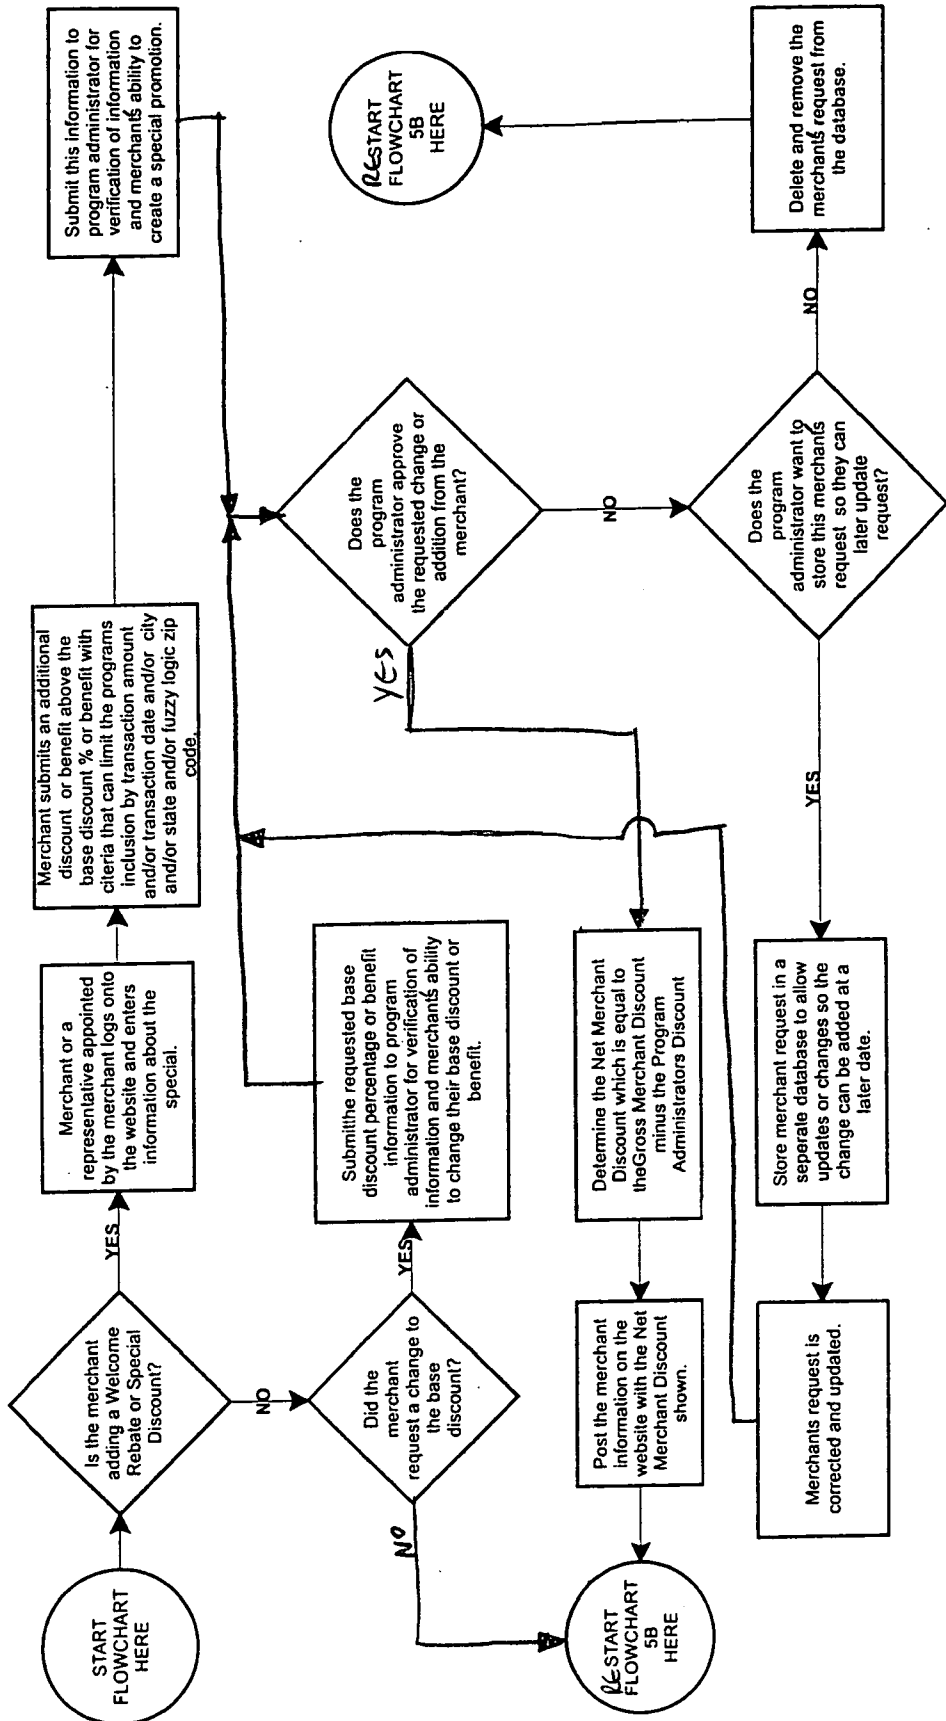 START
FLOWCHART
HERE
Is the merchant
adding a Welcome
Rebate or Special
Discount?
YES
NO
Merchant or a
representative appointed
by the merchant logs onto
the website and enters
information about the
special.
Merchant submits an additional
discount or benefit above the
base discount % or benefit with
citeria that can limit the programs
inclusion by transaction amount
and/or transaction date and/or city
and/or state and/or fuzzy logic zip
code.
Submit this information to
program administrator for
verification of information
and merchants ability to
create a special promotion.
Did the
merchant
request a change to
the base
discount?
YES
NO
Submitthe requested base
discount percentage or benefit
information to program
administrator for verification of
information and merchants ability
to change their base discount or
benefit.
Does the
program
administrator approve
the requested change or
addition from the
merchant?
YES
NO
RESTART
FLOWCHART
5B
HERE
RESTART
FLOWCHART
5B
HERE
Post the merchant
information on the
website with the Net
Merchant Discount
shown.
Determine the Net Merchant
Discount which is equal to
theGross Merchant Discount
minus the Program
Administrators Discount
Merchants request is
corrected and updated.
Store merchant request in a
seperate database to allow
updates or changes so the
change can be added at a
later date.
YES
Does the
program
administrator want to
store this merchants
request so they can
later update
request?
NO
Delete and remove the
merchants request from
the database.